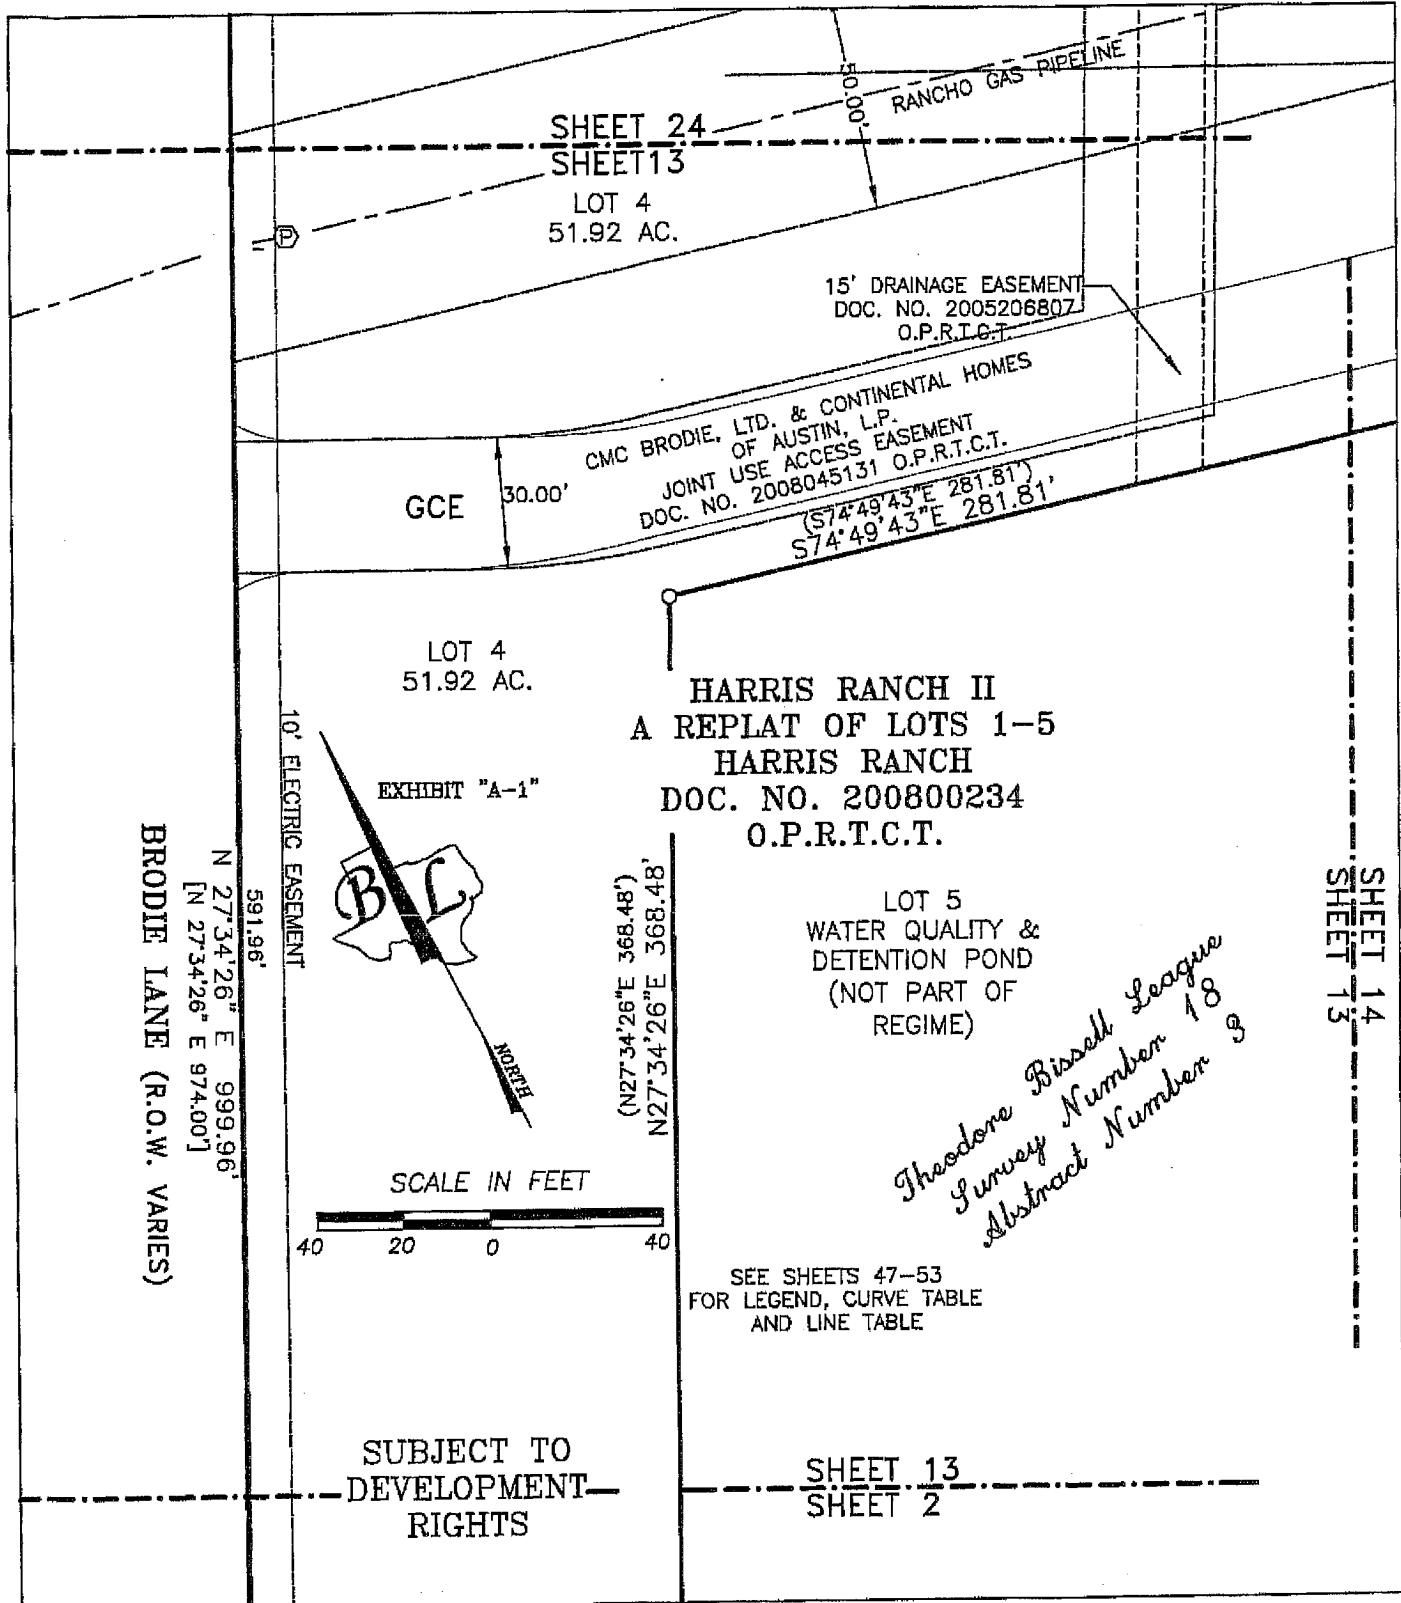 50.00'
RANCHO GAS PIPELINE
SHEET 24
SHEET13
LOT 4
51.92 AC.
P
15' DRAINAGE EASEMENT
DOC. NO. 2005206807
O.P.R.T.C.T.
CMC BRODIE, LTD. & CONTINENTAL HOMES
OF AUSTIN, L.P.
JOINT USE ACCESS EASEMENT
DOC. NO. 2008045131 O.P.R.T.C.T.
GCE
30.00'
(S74°49'43"E 281.81')
S74°49'43"E 281.81'
LOT 4
51.92 AC.
HARRIS RANCH II
A REPLAT OF LOTS 1-5
HARRIS RANCH
DOC. NO. 200800234
O.P.R.T.C.T.
10' ELECTRIC EASEMENT
EXHIBIT "A-1"
B L
NORTH
BRODIE LANE (R.O.W. VARIES)
591.96'
N 27°34'26" E 999.96'
[N 27°34'26" E 974.00']
(N27°34'26"E 368.48')
N27°34'26"E 368.48'
LOT 5
WATER QUALITY &
DETENTION POND
(NOT PART OF
REGIME)
SHEET 14
SHEET 13
Theodore Bissell League
Survey Number 18
Abstract Number 3
SCALE IN FEET
40 20 0 40
SEE SHEETS 47-53
FOR LEGEND, CURVE TABLE
AND LINE TABLE
SUBJECT TO
DEVELOPMENT
RIGHTS
SHEET 13
SHEET 2